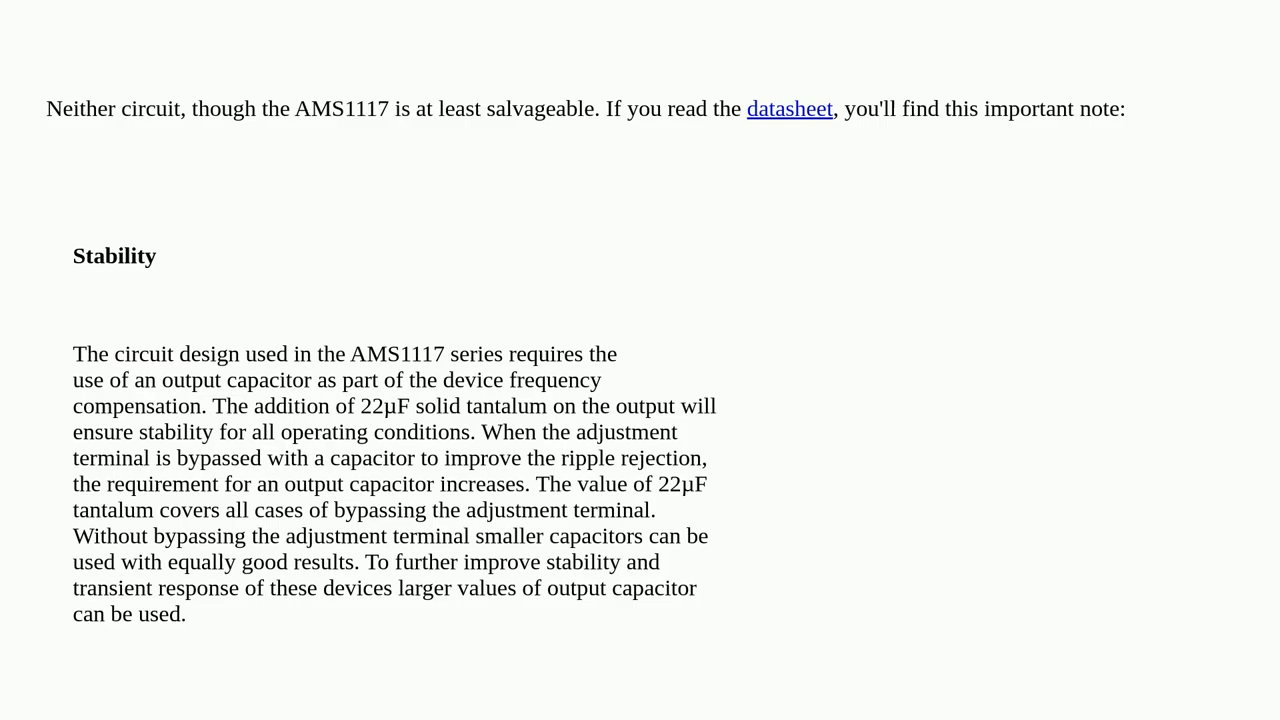 Neither circuit, though the AMS1117 is at least salvageable. If you read the datasheet, you'll find this important note:
Stability
The circuit design used in the AMS1117 series requires the
use of an output capacitor as part of the device frequency
compensation. The addition of 22µF solid tantalum on the output will
ensure stability for all operating conditions. When the adjustment
terminal is bypassed with a capacitor to improve the ripple rejection,
the requirement for an output capacitor increases. The value of 22µF
tantalum covers all cases of bypassing the adjustment terminal.
Without bypassing the adjustment terminal smaller capacitors can be
used with equally good results. To further improve stability and
transient response of these devices larger values of output capacitor
can be used.